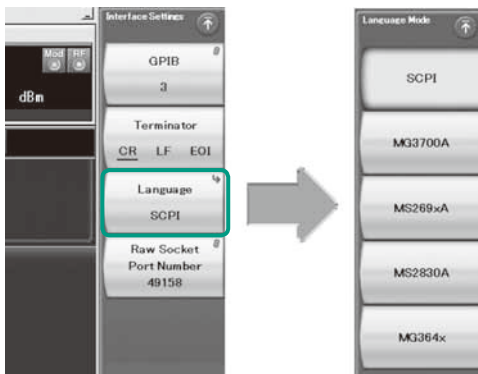 Mod RF
dBm
Interface Settings
GPIB
3
Terminator
CR LF EOI
Language
SCPI
Raw Socket
Port Number
49158
Language Mode
SCPI
MG3700A
MS269xA
MS2830A
MG364x